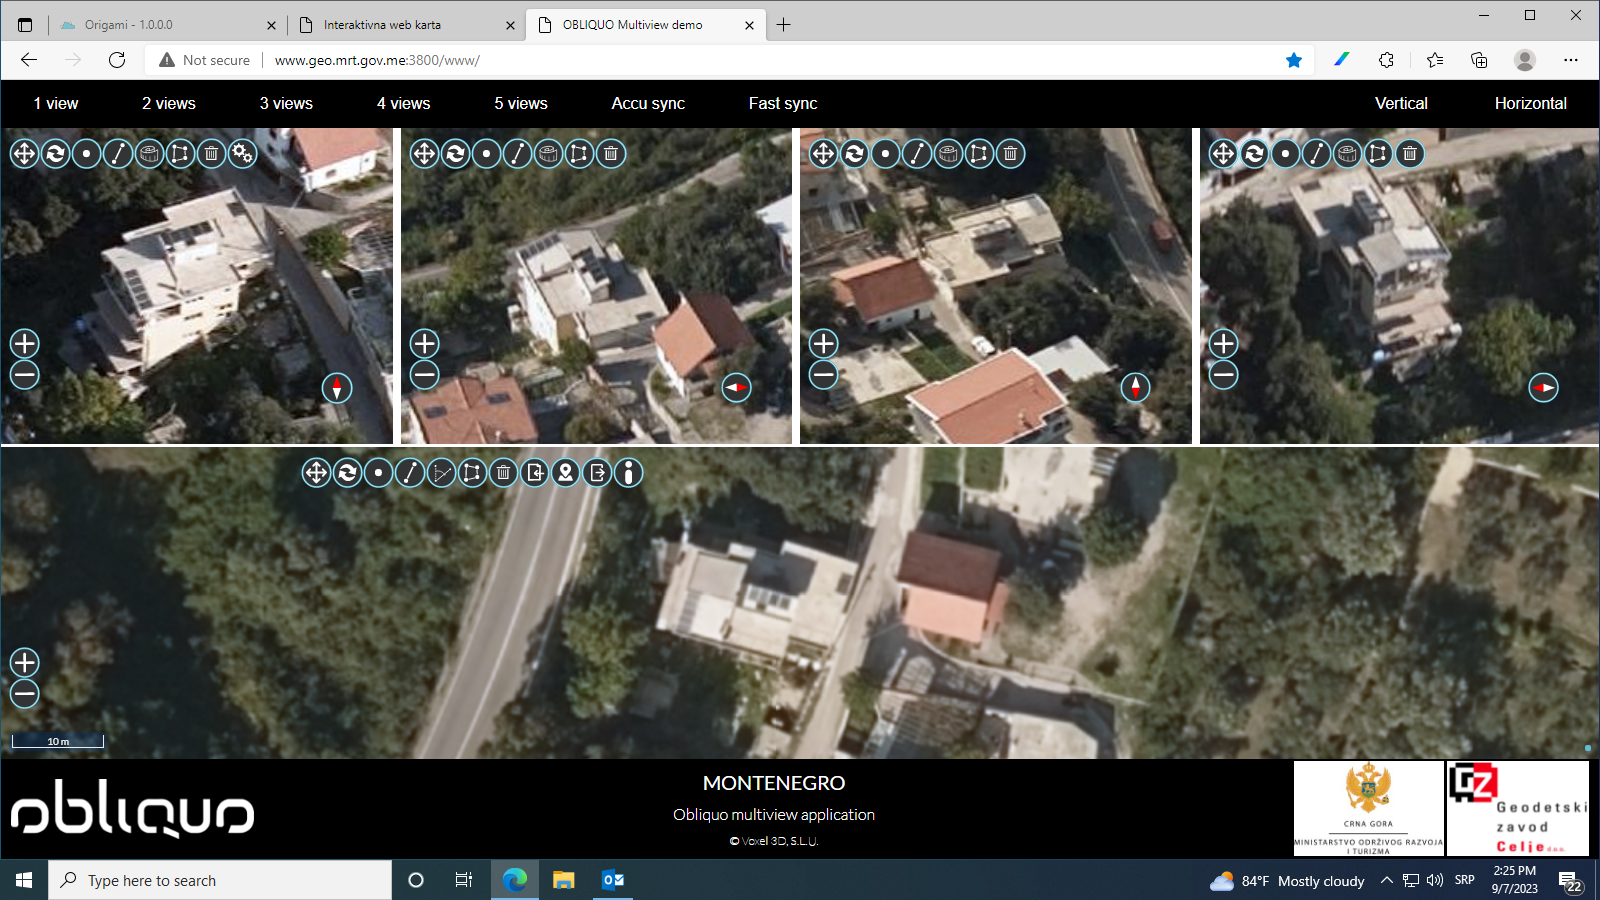 Origami - 1.0.0.0
Interaktivna web karta
OBLIQUO Multiview demo
Not secure
www.geo.mrt.gov.me:3800/www/
1 view 2 views 3 views 4 views 5 views Accu sync Fast sync Vertical Horizontal
10 m
obliquo
MONTENEGRO
Obliquo multiview application
© Voxel 3D, S.L.U.
CRNA GORA
MINISTARSTVO ODRŽIVOG RAZVOJA
I TURIZMA
GZ
Geodetski
zavod
Celje d.o.o.
Type here to search
84°F Mostly cloudy
SRP
2:25 PM
9/7/2023
22